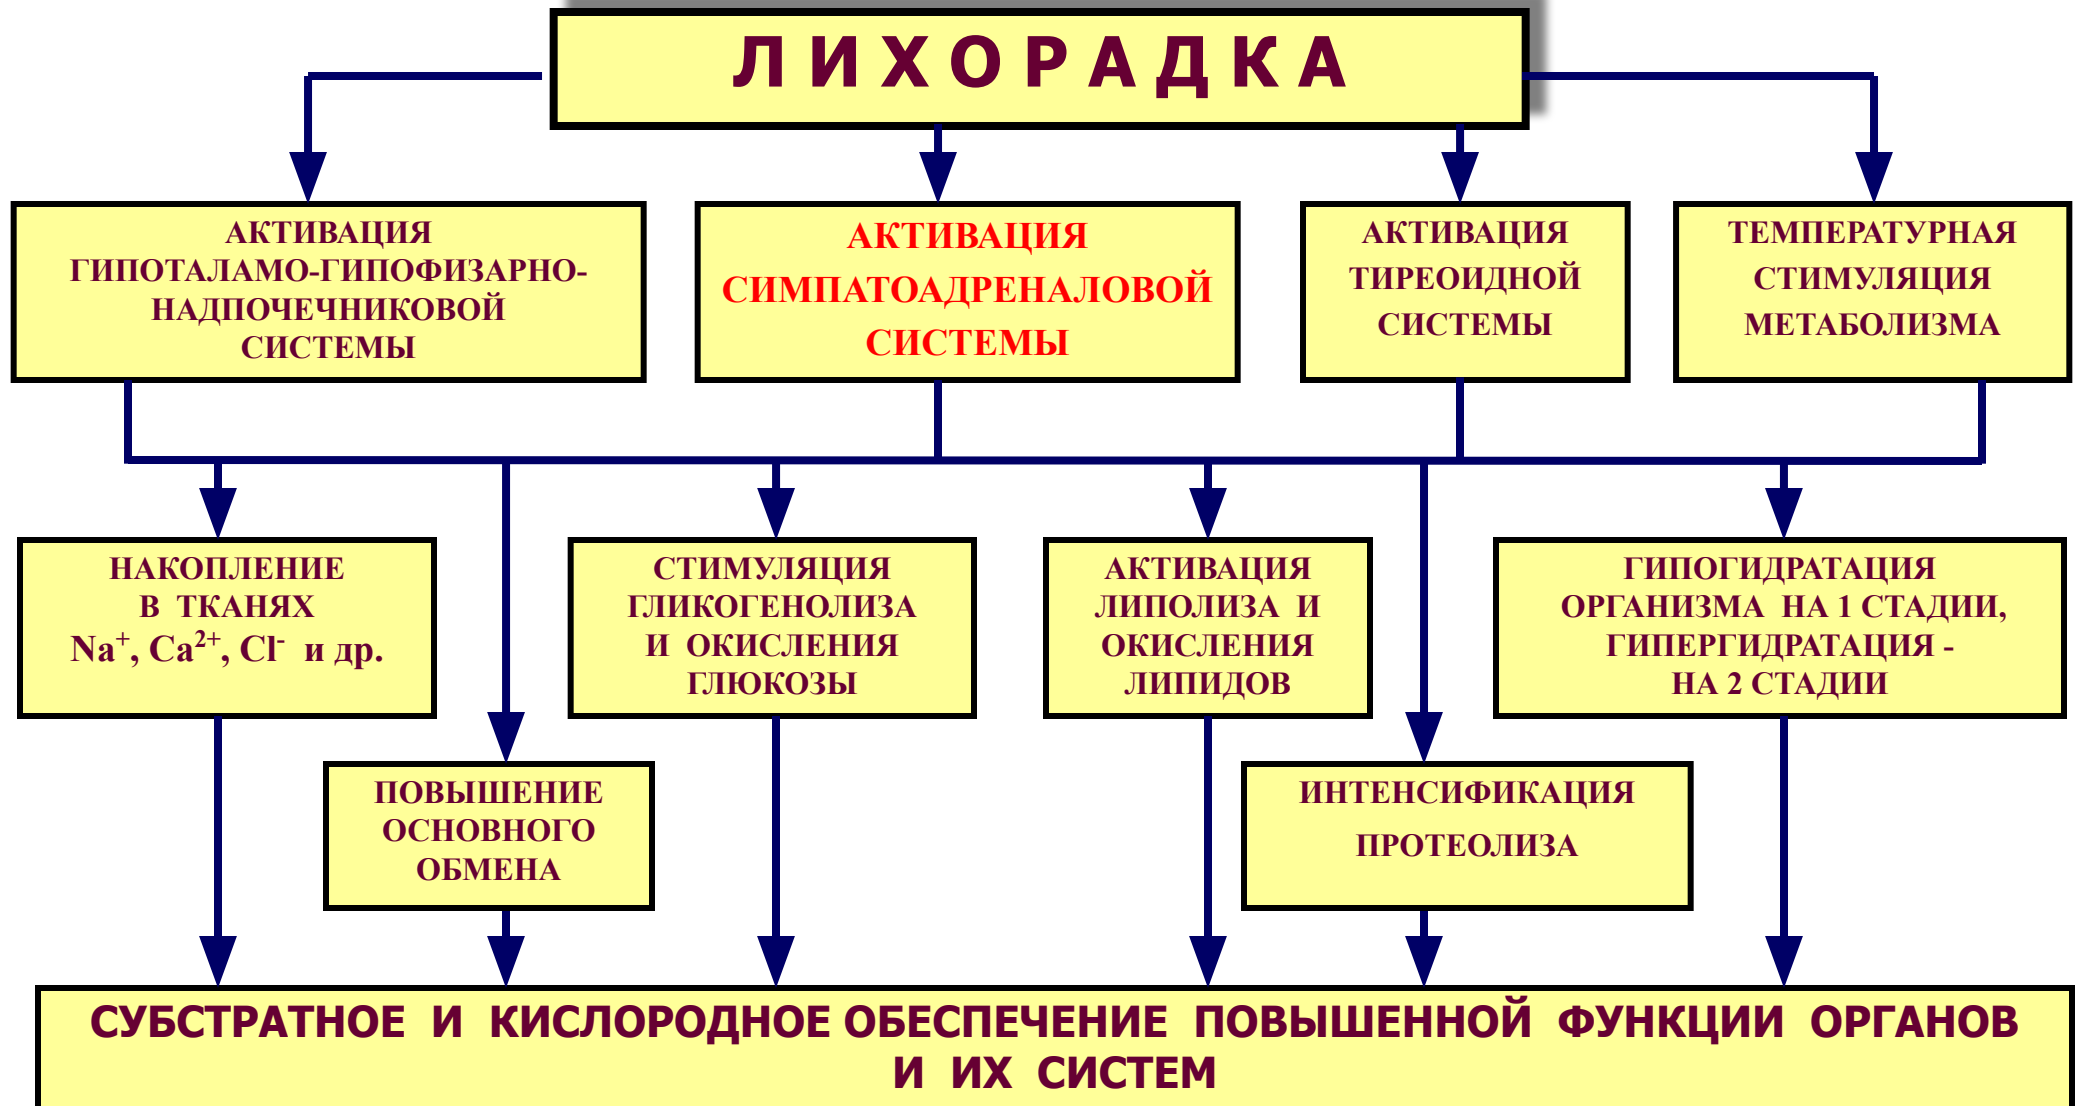 Л И Х О Р А Д К А
АКТИВАЦИЯ
ГИПОТАЛАМО-ГИПОФИЗАРНО-
НАДПОЧЕЧНИКОВОЙ
СИСТЕМЫ
АКТИВАЦИЯ
СИМПАТОАДРЕНАЛОВОЙ
СИСТЕМЫ
АКТИВАЦИЯ
ТИРЕОИДНОЙ
СИСТЕМЫ
ТЕМПЕРАТУРНАЯ
СТИМУЛЯЦИЯ
МЕТАБОЛИЗМА
НАКОПЛЕНИЕ
В ТКАНЯХ
Na⁺, Ca²⁺, Cl⁻ и др.
СТИМУЛЯЦИЯ
ГЛИКОГЕНОЛИЗА
И ОКИСЛЕНИЯ
ГЛЮКОЗЫ
АКТИВАЦИЯ
ЛИПОЛИЗА И
ОКИСЛЕНИЯ
ЛИПИДОВ
ГИПОГИДРАТАЦИЯ
ОРГАНИЗМА НА 1 СТАДИИ,
ГИПЕРГИДРАТАЦИЯ -
НА 2 СТАДИИ
ПОВЫШЕНИЕ
ОСНОВНОГО
ОБМЕНА
ИНТЕНСИФИКАЦИЯ
ПРОТЕОЛИЗА
СУБСТРАТНОЕ И КИСЛОРОДНОЕ ОБЕСПЕЧЕНИЕ ПОВЫШЕННОЙ ФУНКЦИИ ОРГАНОВ
И ИХ СИСТЕМ